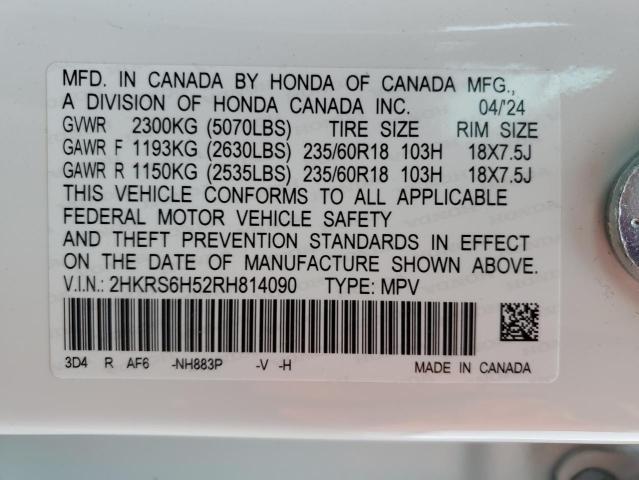 MFD. IN CANADA BY HONDA OF CANADA MFG.,
A DIVISION OF HONDA CANADA INC. 04/'24
GVWR 2300KG (5070LBS) TIRE SIZE RIM SIZE
GAWR F 1193KG (2630LBS) 235/60R18 103H 18X7.5J
GAWR R 1150KG (2535LBS) 235/60R18 103H 18X7.5J
THIS VEHICLE CONFORMS TO ALL APPLICABLE
FEDERAL MOTOR VEHICLE SAFETY
AND THEFT PREVENTION STANDARDS IN EFFECT
ON THE DATE OF MANUFACTURE SHOWN ABOVE.
V.I.N.: 2HKRS6H52RH814090 TYPE: MPV
3D4 R AF6 -NH883P -V -H MADE IN CANADA